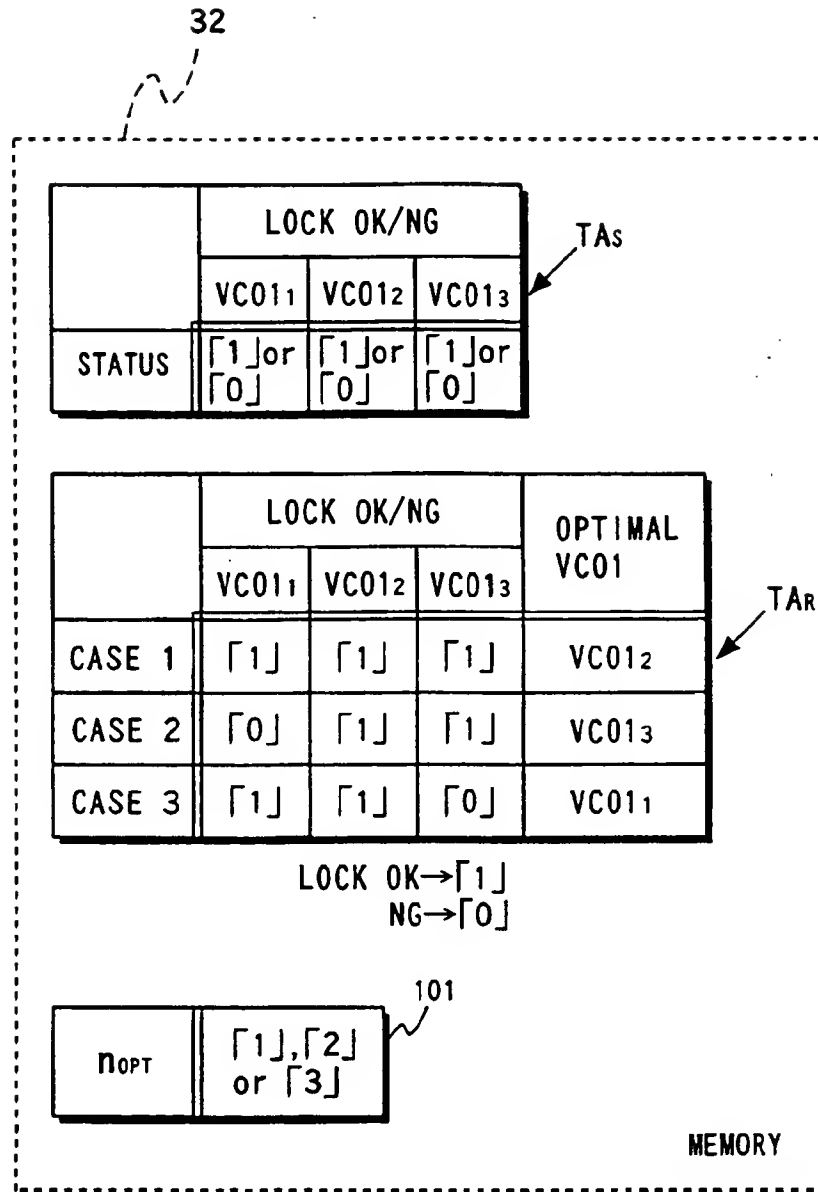 32
LOCK OK/NG
TAS
VCO11 VCO12 VCO13
STATUS 「1」or 「0」 「1」or 「0」 「1」or 「0」
LOCK OK/NG OPTIMAL VCO1
VCO11 VCO12 VCO13
TAR
CASE 1 「1」 「1」 「1」 VCO12
CASE 2 「0」 「1」 「1」 VCO13
CASE 3 「1」 「1」 「0」 VCO11
LOCK OK→「1」
NG→「0」
101
nOPT 「1」,「2」 or 「3」
MEMORY